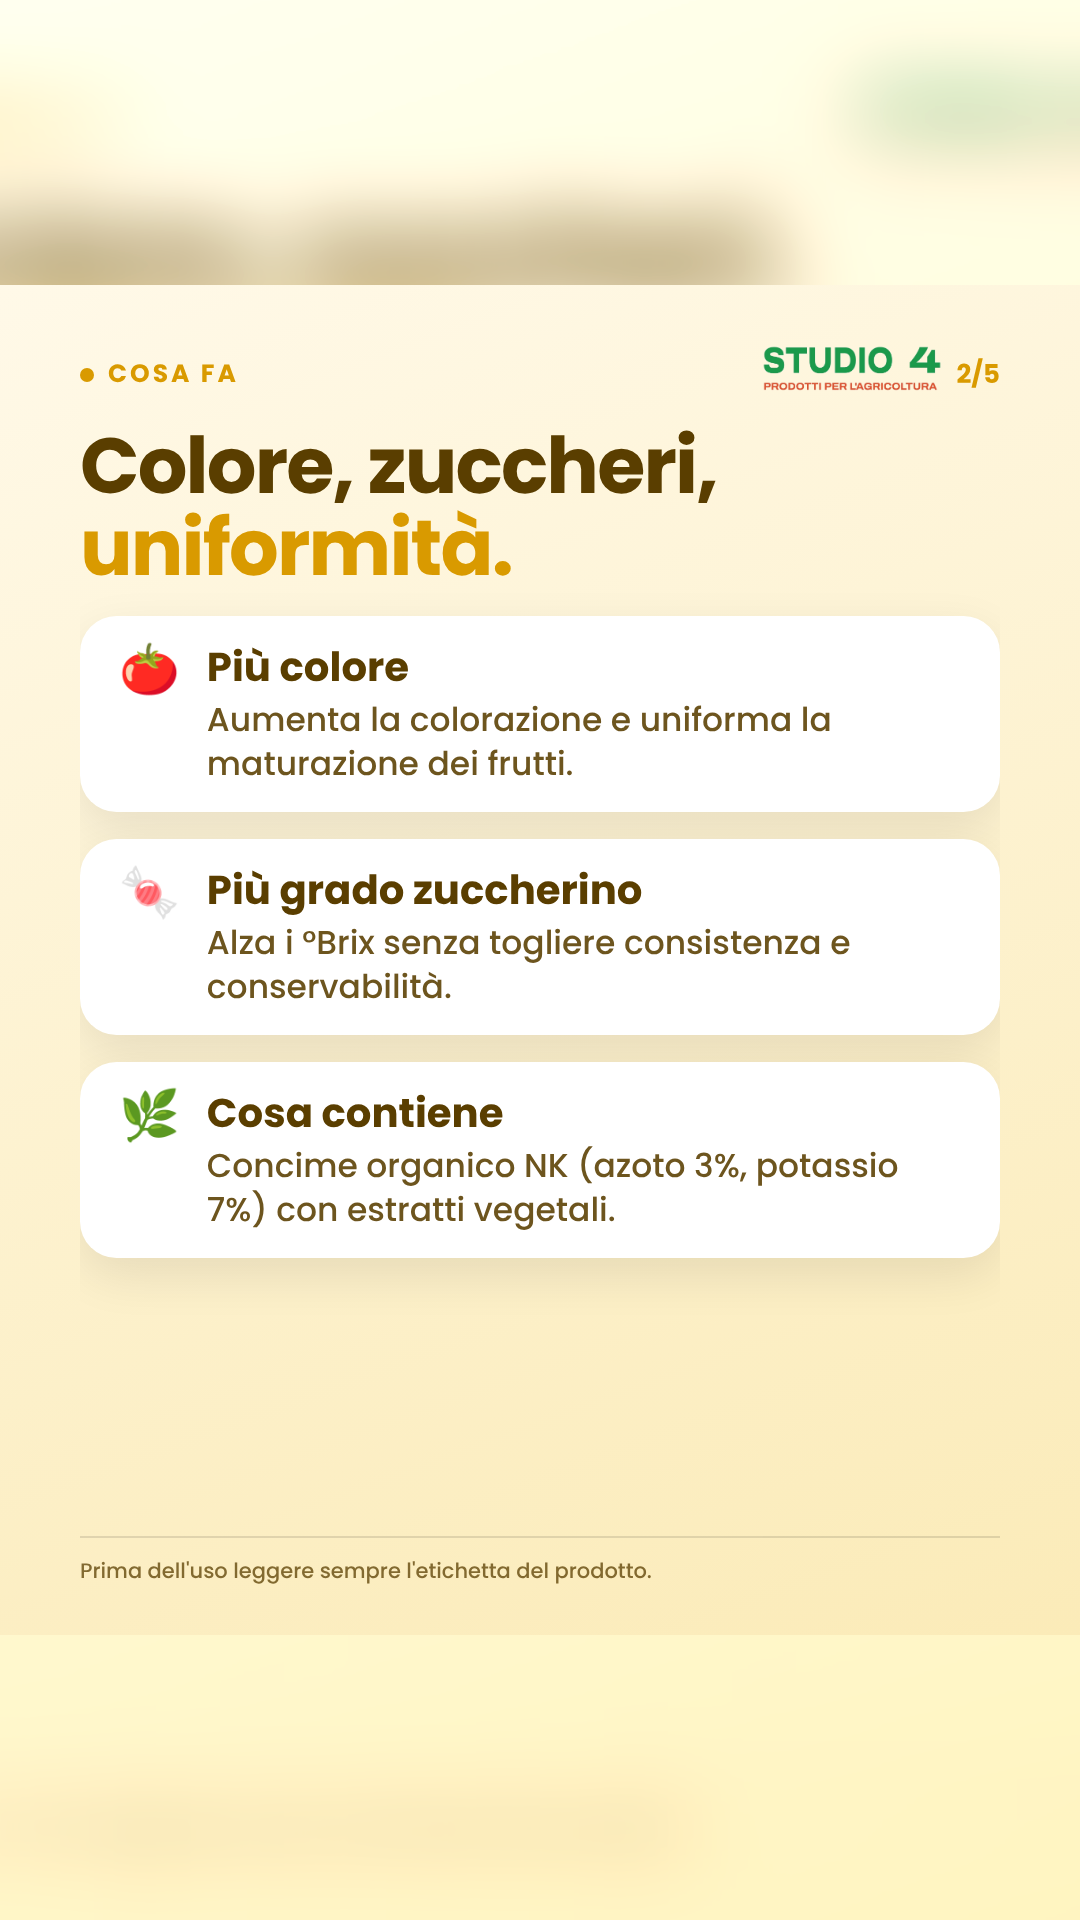 COSA FA
STUDIO 4
PRODOTTI PER L'AGRICOLTURA
2/5
Colore, zuccheri,
uniformità.
Più colore
Aumenta la colorazione e uniforma la
maturazione dei frutti.
Più grado zuccherino
Alza i °Brix senza togliere consistenza e
conservabilità.
Cosa contiene
Concime organico NK (azoto 3%, potassio
7%) con estratti vegetali.
Prima dell'uso leggere sempre l'etichetta del prodotto.